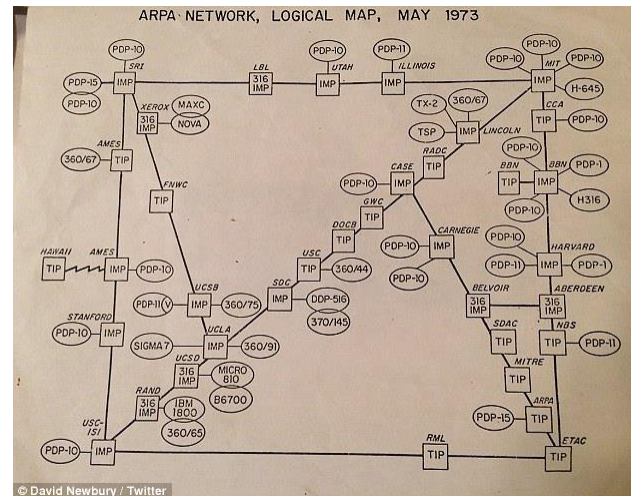 ARPA NETWORK, LOGICAL MAP, MAY 1973
PDP-10
SRI
PDP-15
IMP
PDP-10
LBL
316
IMP
PDP-10
UTAH
IMP
PDP-11
ILLINOIS
IMP
PDP-10
PDP-10
PDP-10
MIT
IMP
H-645
XEROX
316
IMP
MAXC
NOVA
TX-2
360/67
TSP
IMP
LINCOLN
CCA
TIP
PDP-10
AMES
360/67
TIP
RADC
TIP
CASE
PDP-10
IMP
PDP-10
BBN
TIP
BBN
IMP
PDP-1
PDP-10
H316
FNWC
TIP
GWC
TIP
DOCB
TIP
CARNEGIE
PDP-10
IMP
PDP-10
PDP-10
HARVARD
PDP-11
IMP
PDP-1
HAWAII
TIP
AMES
IMP
PDP-10
USC
TIP
360/44
SDC
IMP
DDP-516
370/145
UCSB
PDP-11
IMP
360/75
BELVOIR
316
IMP
ABERDEEN
316
IMP
STANFORD
PDP-10
IMP
UCLA
SIGMA 7
IMP
360/91
SDAC
TIP
NBS
TIP
PDP-11
UCSD
316
IMP
MICRO
810
B6700
MITRE
TIP
RAND
316
IMP
IBM
1800
360/65
ARPA
PDP-15
TIP
USC-
ISI
PDP-10
IMP
RML
TIP
ETAC
TIP
© David Newbury / Twitter